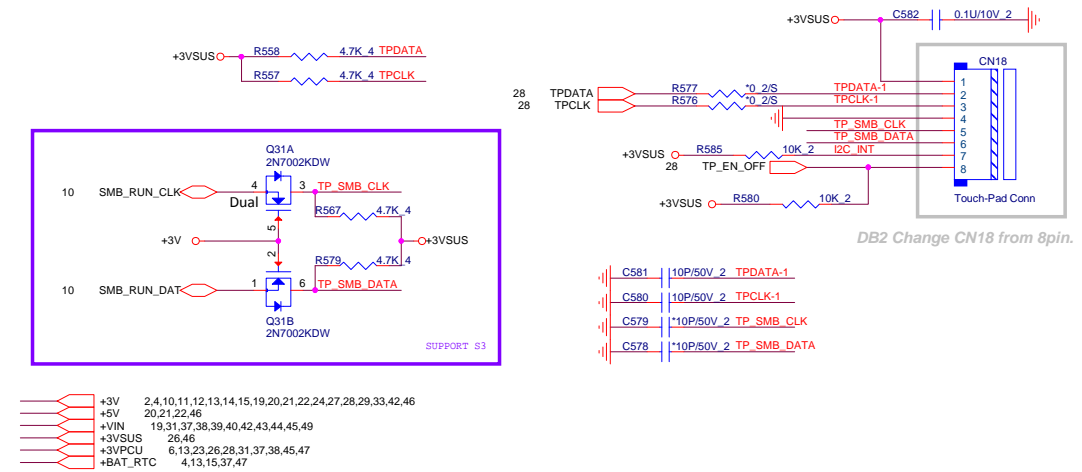 C582 0.1U/10V_2
+3VSUS
CN18
+3VSUS R558 4.7K_4 TPDATA
R557 4.7K_4 TPCLK
1
28 TPDATA R577 *0_2/S TPDATA-1 2
28 TPCLK R576 *0_2/S TPCLK-1 3
4
TP_SMB_CLK 5
TP_SMB_DATA 6
+3VSUS R585 10K_2 I2C_INT 7
28 TP_EN_OFF 8
+3VSUS R580 10K_2
Touch-Pad Conn
DB2 Change CN18 from 8pin.
Q31A
2N7002KDW
10 SMB_RUN_CLK 4 3 TP_SMB_CLK
Dual
R567 4.7K_4
5
+3V +3VSUS
2
R579 4.7K_4
10 SMB_RUN_DAT 1 6 TP_SMB_DATA
Q31B
2N7002KDW
SUPPORT S3
C581 10P/50V_2 TPDATA-1
C580 10P/50V_2 TPCLK-1
C579 *10P/50V_2 TP_SMB_CLK
C578 *10P/50V_2 TP_SMB_DATA
+3V 2,4,10,11,12,13,14,15,19,20,21,22,24,27,28,29,33,42,46
+5V 20,21,22,46
+VIN 19,31,37,38,39,40,42,43,44,45,49
+3VSUS 26,46
+3VPCU 6,13,23,26,28,31,37,38,45,47
+BAT_RTC 4,13,15,37,47